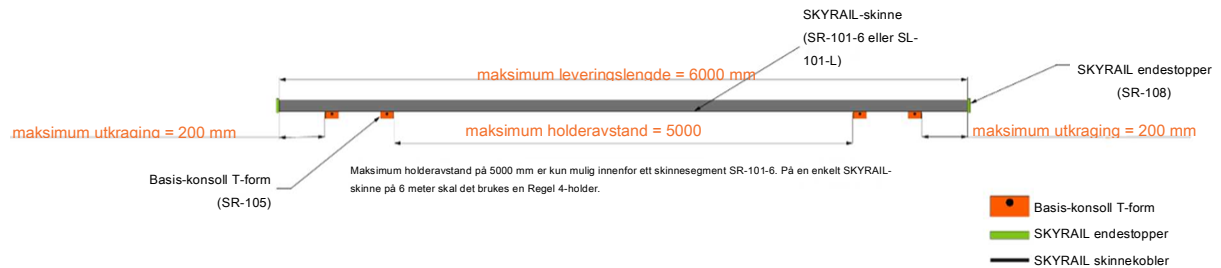 SKYRAIL-skinne
(SR-101-6 eller SL-
101-L)
maksimum leveringslengde = 6000 mm
SKYRAIL endestopper
(SR-108)
maksimum utkraging = 200 mm
maksimum holderavstand = 5000
maksimum utkraging = 200 mm
Maksimum holderavstand på 5000 mm er kun mulig innenfor ett skinnesegment SR-101-6. På en enkelt SKYRAIL-
skinne på 6 meter skal det brukes en Regel 4-holder.
Basis-konsoll T-form
(SR-105)
Basis-konsoll T-form
SKYRAIL endestopper
SKYRAIL skinnekobler